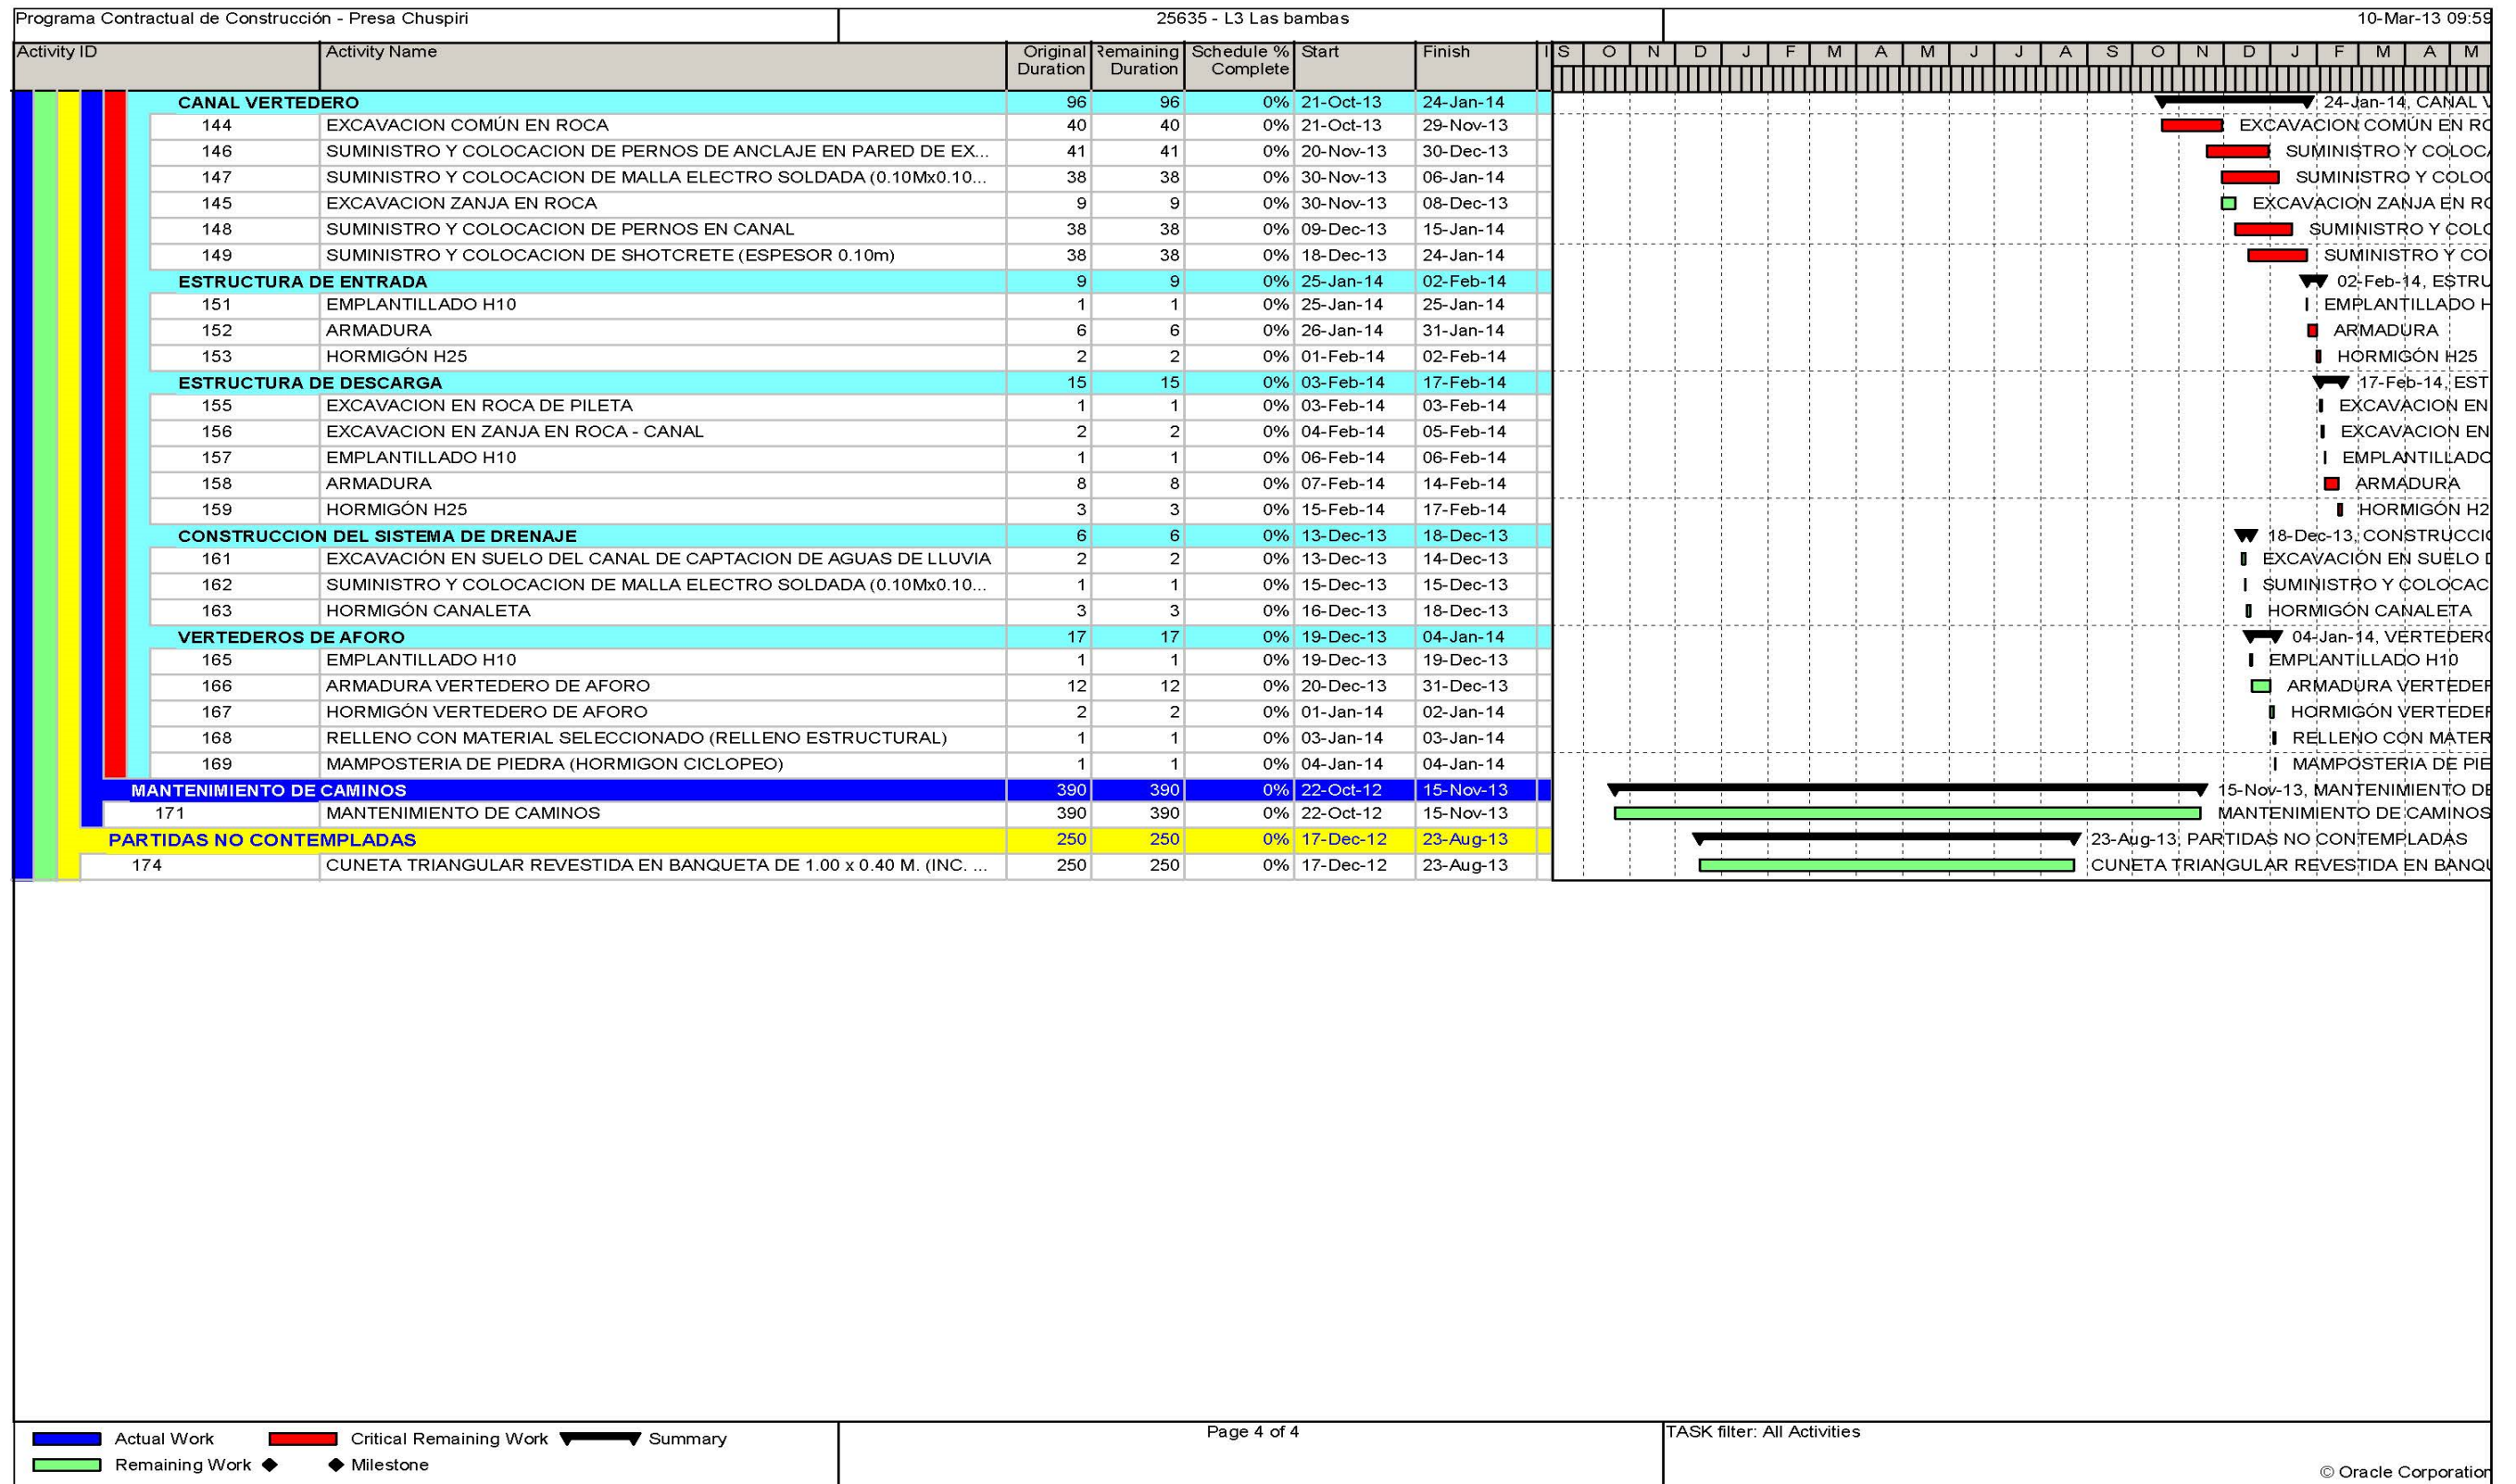 Programa Contractual de Construcción - Presa Chuspiri 25635 - L3 Las bambas 10-Mar-13 09:59
Activity ID Activity Name Original Duration Remaining Duration Schedule % Complete Start Finish I S O N D J F M A M J J A S O N D J F M A M
CANAL VERTEDERO 96 96 0% 21-Oct-13 24-Jan-14 24-Jan-14, CANAL V
144 EXCAVACION COMÚN EN ROCA 40 40 0% 21-Oct-13 29-Nov-13 EXCAVACION COMÚN EN RO
146 SUMINISTRO Y COLOCACION DE PERNOS DE ANCLAJE EN PARED DE EX... 41 41 0% 20-Nov-13 30-Dec-13 SUMINISTRO Y COLOCA
147 SUMINISTRO Y COLOCACION DE MALLA ELECTRO SOLDADA (0.10Mx0.10... 38 38 0% 30-Nov-13 06-Jan-14 SUMINISTRO Y COLOC
145 EXCAVACION ZANJA EN ROCA 9 9 0% 30-Nov-13 08-Dec-13 EXCAVACION ZANJA EN RO
148 SUMINISTRO Y COLOCACION DE PERNOS EN CANAL 38 38 0% 09-Dec-13 15-Jan-14 SUMINISTRO Y COLO
149 SUMINISTRO Y COLOCACION DE SHOTCRETE (ESPESOR 0.10m) 38 38 0% 18-Dec-13 24-Jan-14 SUMINISTRO Y COL
ESTRUCTURA DE ENTRADA 9 9 0% 25-Jan-14 02-Feb-14 02-Feb-14, ESTRU
151 EMPLANTILLADO H10 1 1 0% 25-Jan-14 25-Jan-14 EMPLANTILLADO H
152 ARMADURA 6 6 0% 26-Jan-14 31-Jan-14 ARMADURA
153 HORMIGÓN H25 2 2 0% 01-Feb-14 02-Feb-14 HORMIGÓN H25
ESTRUCTURA DE DESCARGA 15 15 0% 03-Feb-14 17-Feb-14 17-Feb-14, EST
155 EXCAVACION EN ROCA DE PILETA 1 1 0% 03-Feb-14 03-Feb-14 EXCAVACION EN
156 EXCAVACION EN ZANJA EN ROCA - CANAL 2 2 0% 04-Feb-14 05-Feb-14 EXCAVACION EN
157 EMPLANTILLADO H10 1 1 0% 06-Feb-14 06-Feb-14 EMPLANTILLADO
158 ARMADURA 8 8 0% 07-Feb-14 14-Feb-14 ARMADURA
159 HORMIGÓN H25 3 3 0% 15-Feb-14 17-Feb-14 HORMIGÓN H2
CONSTRUCCION DEL SISTEMA DE DRENAJE 6 6 0% 13-Dec-13 18-Dec-13 18-Dec-13, CONSTRUCCIO
161 EXCAVACIÓN EN SUELO DEL CANAL DE CAPTACION DE AGUAS DE LLUVIA 2 2 0% 13-Dec-13 14-Dec-13 EXCAVACIÓN EN SUELO D
162 SUMINISTRO Y COLOCACION DE MALLA ELECTRO SOLDADA (0.10Mx0.10... 1 1 0% 15-Dec-13 15-Dec-13 SUMINISTRO Y COLOCAC
163 HORMIGÓN CANALETA 3 3 0% 16-Dec-13 18-Dec-13 HORMIGÓN CANALETA
VERTEDEROS DE AFORO 17 17 0% 19-Dec-13 04-Jan-14 04-Jan-14, VERTEDERO
165 EMPLANTILLADO H10 1 1 0% 19-Dec-13 19-Dec-13 EMPLANTILLADO H10
166 ARMADURA VERTEDERO DE AFORO 12 12 0% 20-Dec-13 31-Dec-13 ARMADURA VERTEDER
167 HORMIGÓN VERTEDERO DE AFORO 2 2 0% 01-Jan-14 02-Jan-14 HORMIGÓN VERTEDER
168 RELLENO CON MATERIAL SELECCIONADO (RELLENO ESTRUCTURAL) 1 1 0% 03-Jan-14 03-Jan-14 RELLENO CON MATER
169 MAMPOSTERIA DE PIEDRA (HORMIGON CICLOPEO) 1 1 0% 04-Jan-14 04-Jan-14 MAMPOSTERIA DE PIE
MANTENIMIENTO DE CAMINOS 390 390 0% 22-Oct-12 15-Nov-13 15-Nov-13, MANTENIMIENTO DE
171 MANTENIMIENTO DE CAMINOS 390 390 0% 22-Oct-12 15-Nov-13 MANTENIMIENTO DE CAMINOS
PARTIDAS NO CONTEMPLADAS 250 250 0% 17-Dec-12 23-Aug-13 23-Aug-13, PARTIDAS NO CONTEMPLADAS
174 CUNETA TRIANGULAR REVESTIDA EN BANQUETA DE 1.00 x 0.40 M. (INC. ... 250 250 0% 17-Dec-12 23-Aug-13 CUNETA TRIANGULAR REVESTIDA EN BANQU
Actual Work Critical Remaining Work Summary Page 4 of 4 TASK filter: All Activities
Remaining Work Milestone
© Oracle Corporation